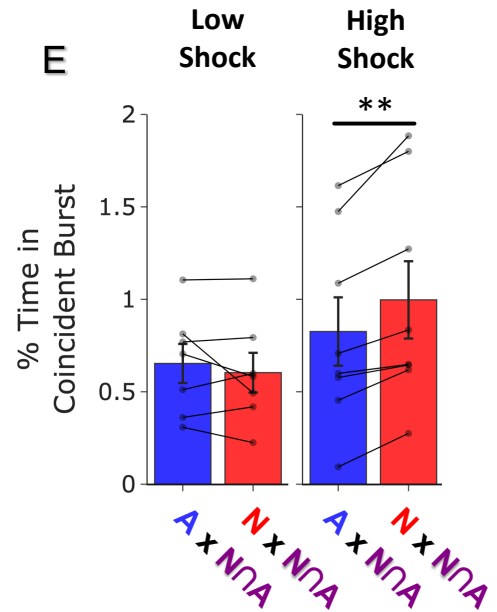 E
Low
Shock
High
Shock
**
% Time in
Coincident Burst
2
1.5
1
0.5
0
A x N∩A
N x N∩A
A x N∩A
N x N∩A